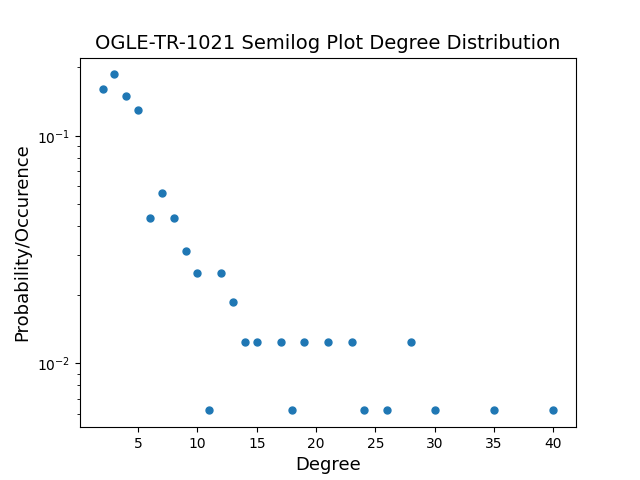 OGLE-TR-1021 Semilog Plot Degree Distribution
Probability/Occurence
10⁻¹
10⁻²
5 10 15 20 25 30 35 40
Degree